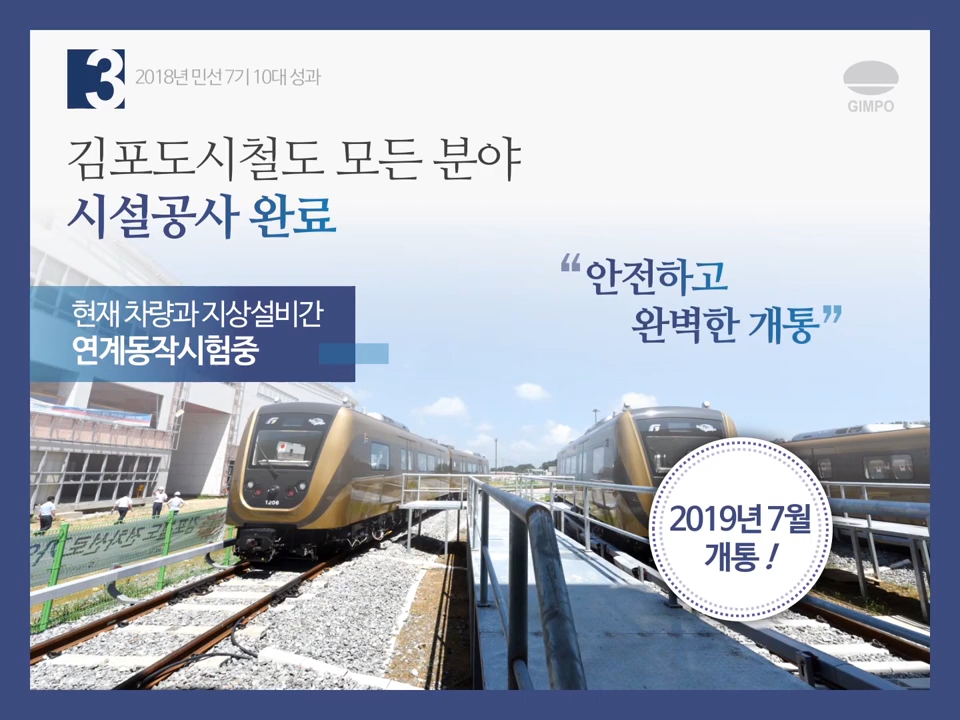 3
2018년 민선 7기 10대 성과
GIMPO
김포도시철도 모든 분야
시설공사 완료
“안전하고
완벽한 개통”
현재 차량과 지상설비간
연계동작시험중
1206
2019년 7월
개통!